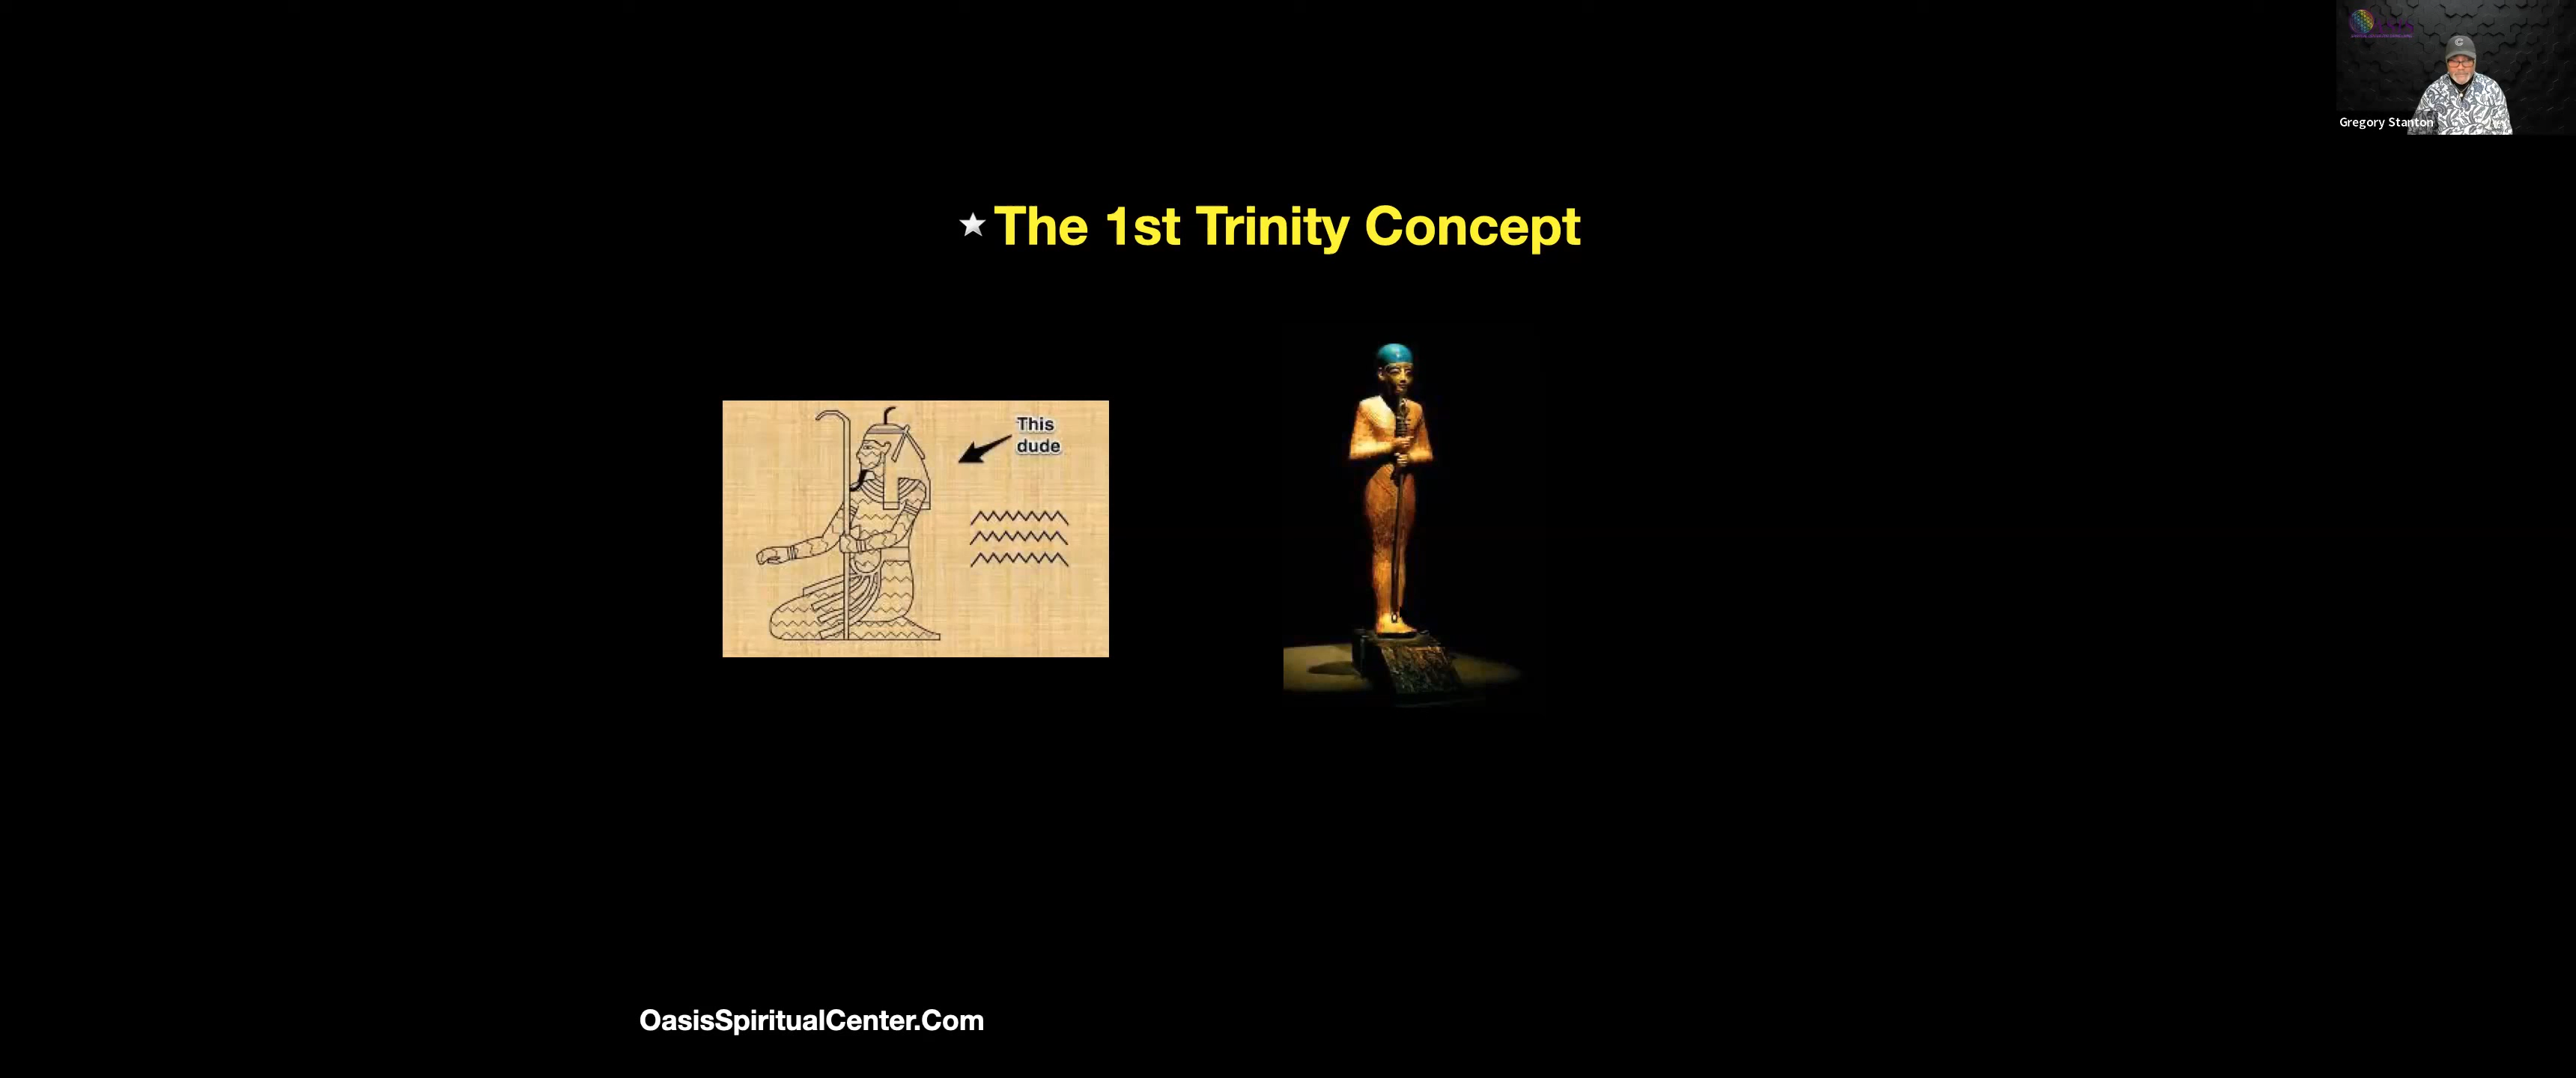 Gregory Stanton
The 1st Trinity Concept
This
dude
OasisSpiritualCenter.Com